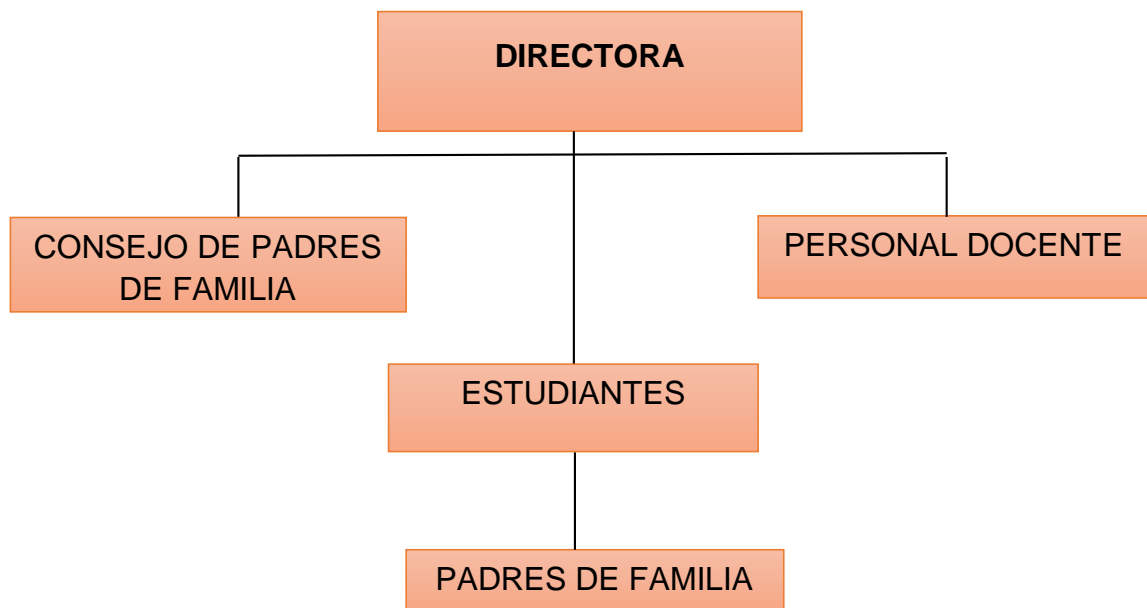 DIRECTORA
CONSEJO DE PADRES
DE FAMILIA
PERSONAL DOCENTE
ESTUDIANTES
PADRES DE FAMILIA